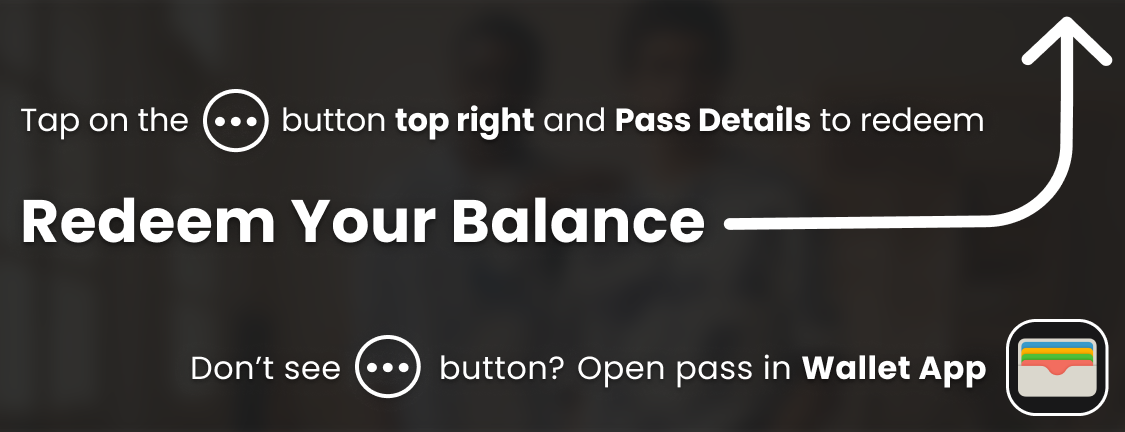 Tap on the ••• button top right and Pass Details to redeem
Redeem Your Balance
Don’t see ••• button? Open pass in Wallet App